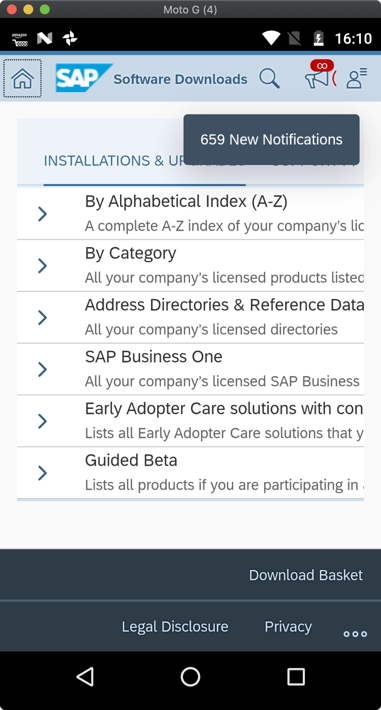 Moto G (4)
amazon
16:10
SAP Software Downloads
∞
659 New Notifications
INSTALLATIONS &
By Alphabetical Index (A-Z)
A complete A-Z index of your company's lic
By Category
All your company's licensed products listed
Address Directories & Reference Data
All your company's licensed directories
SAP Business One
All your company's licensed SAP Business
Early Adopter Care solutions with con
Lists all Early Adopter Care solutions that y
Guided Beta
Lists all products if you are participating in
Download Basket
Legal Disclosure Privacy